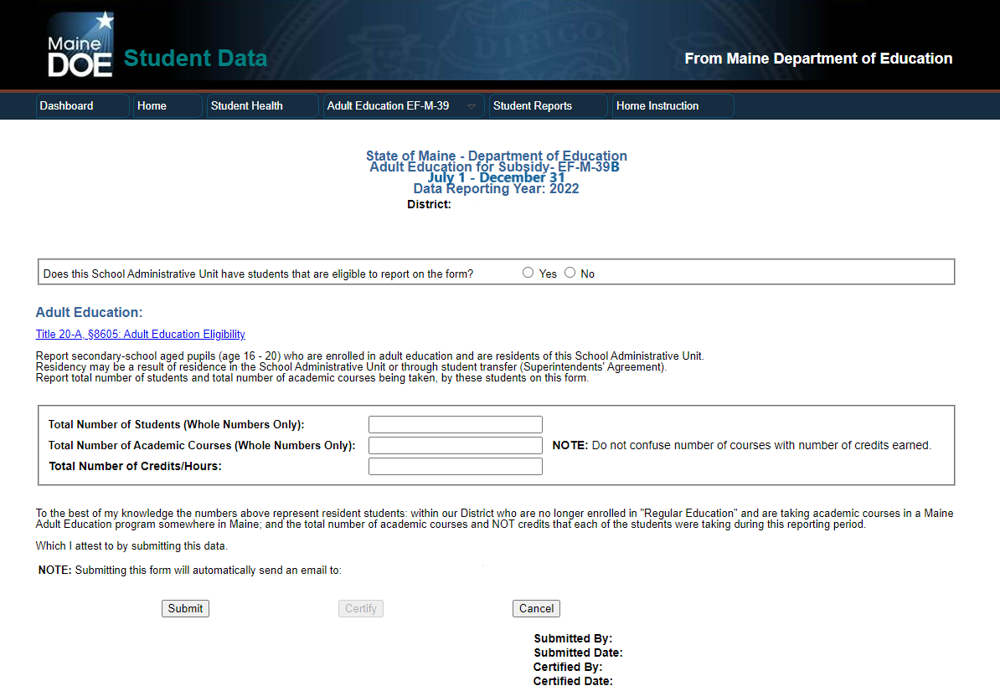 Maine
DOE
Student Data
DIRIGO
From Maine Department of Education
Dashboard
Home
Student Health
Adult Education EF-M-39
Student Reports
Home Instruction
State of Maine - Department of Education
Adult Education for Subsidy- EF-M-39B
July 1 - December 31
Data Reporting Year: 2022
District:
Does this School Administrative Unit have students that are eligible to report on the form? Yes No
Adult Education:
Title 20-A, §8605: Adult Education Eligibility
Report secondary-school aged pupils (age 16 - 20) who are enrolled in adult education and are residents of this School Administrative Unit.
Residency may be a result of residence in the School Administrative Unit or through student transfer (Superintendents' Agreement).
Report total number of students and total number of academic courses being taken, by these students on this form.
Total Number of Students (Whole Numbers Only):
Total Number of Academic Courses (Whole Numbers Only): NOTE: Do not confuse number of courses with number of credits earned.
Total Number of Credits/Hours:
To the best of my knowledge the numbers above represent resident students: within our District who are no longer enrolled in "Regular Education" and are taking academic courses in a Maine
Adult Education program somewhere in Maine; and the total number of academic courses and NOT credits that each of the students were taking during this reporting period.
Which I attest to by submitting this data.
NOTE: Submitting this form will automatically send an email to:
Submit Certify Cancel
Submitted By:
Submitted Date:
Certified By:
Certified Date: